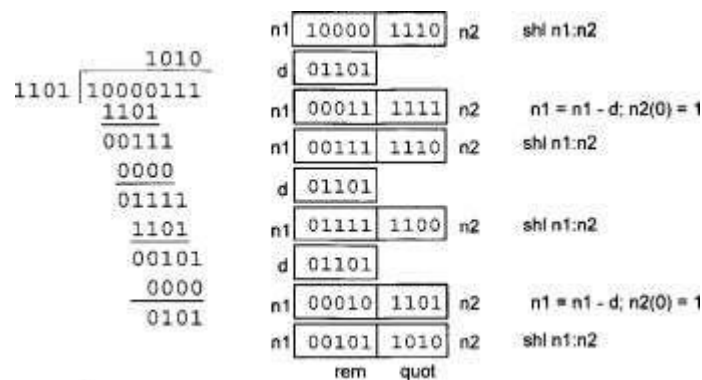 1010
1101 10000111
1101
00111
0000
01111
1101
00101
0000
0101
n1 10000 1110 n2 shl n1:n2
d 01101
n1 00011 1111 n2 n1 = n1 - d; n2(0) = 1
n1 00111 1110 n2 shl n1:n2
d 01101
n1 01111 1100 n2 shl n1:n2
d 01101
n1 00010 1101 n2 n1 = n1 - d; n2(0) = 1
n1 00101 1010 n2 shl n1:n2
rem quot